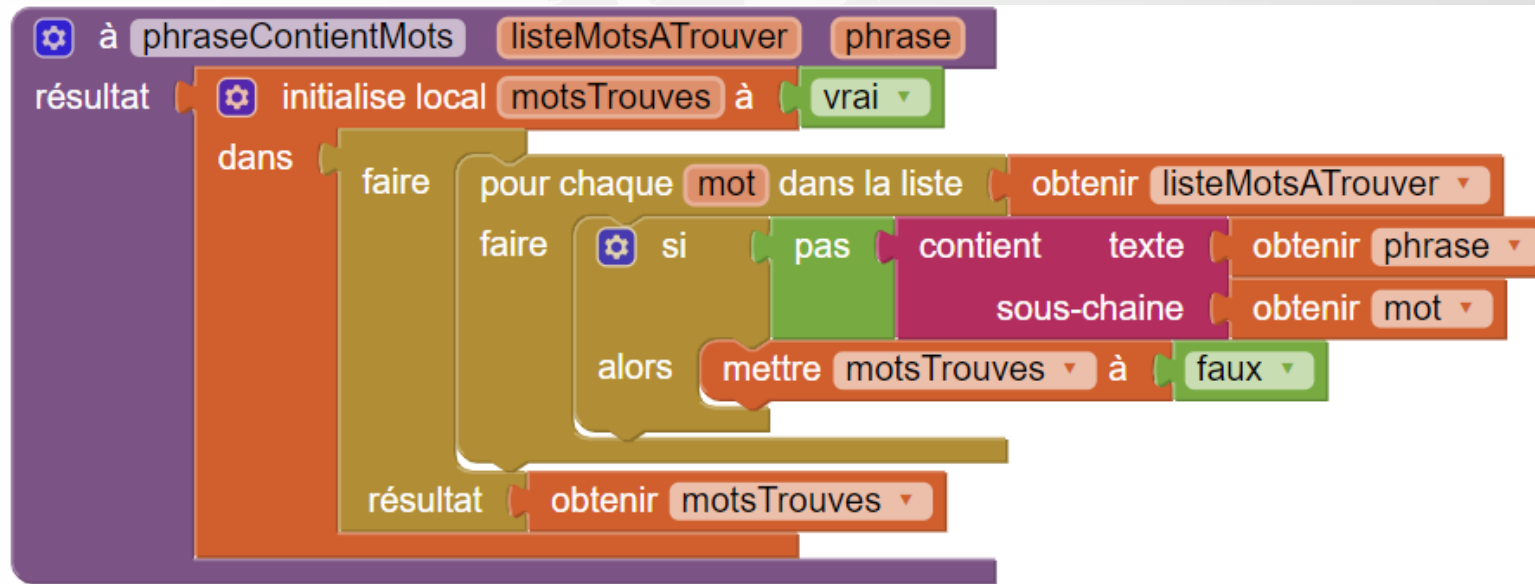 à phraseContientMots listeMotsATrouver phrase
résultat initialise local motsTrouves à vrai
dans faire pour chaque mot dans la liste obtenir listeMotsATrouver
faire si pas contient texte obtenir phrase
sous-chaine obtenir mot
alors mettre motsTrouves à faux
résultat obtenir motsTrouves